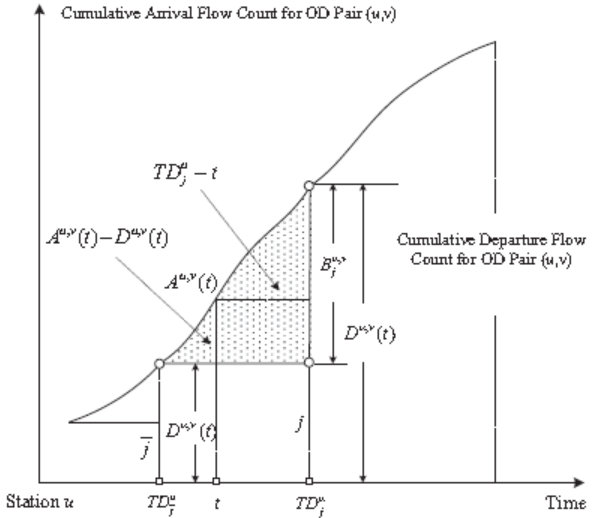 Cumulative Arrival Flow Count for OD Pair (u,v)
TD_j^u − t
A^{u,v}(t)−D^{u,v}(t)
Cumulative Departure Flow
Count for OD Pair (u,v)
B_j^{u,v}
A^{u,v}(t)
D^{u,v}(t)
D^{u,v}(t)
j
j̅
Station u
TD_{j̅}^u
t
TD_j^u
Time